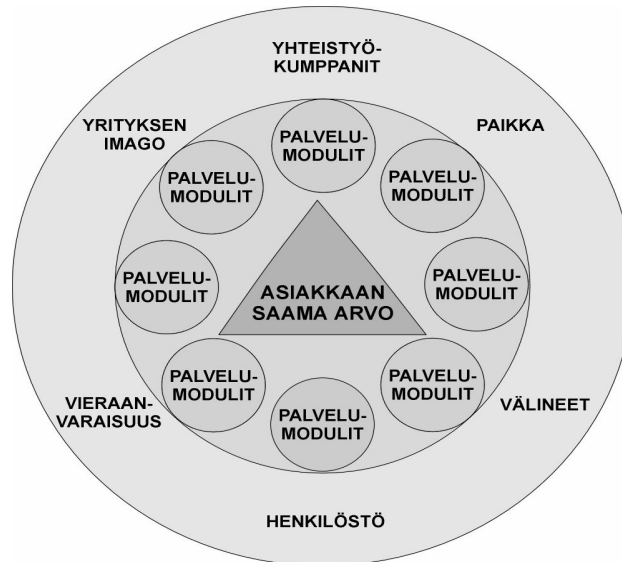 YHTEISTYÖ-
KUMPPANIT
YRITYKSEN
IMAGO
PAIKKA
PALVELU-
MODULIT
PALVELU-
MODULIT
PALVELU-
MODULIT
PALVELU-
MODULIT
ASIAKKAAN
SAAMA ARVO
PALVELU-
MODULIT
PALVELU-
MODULIT
PALVELU-
MODULIT
PALVELU-
MODULIT
VIERAAN-
VARAISUUS
VÄLINEET
HENKILÖSTÖ